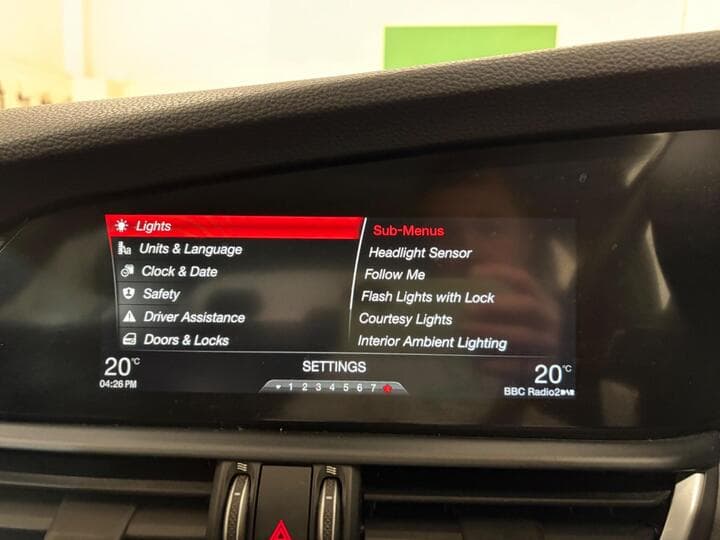 Lights
Units & Language
Clock & Date
Safety
Driver Assistance
Doors & Locks
Sub-Menus
Headlight Sensor
Follow Me
Flash Lights with Lock
Courtesy Lights
Interior Ambient Lighting
20°C
04:26 PM
SETTINGS
1 2 3 4 5 6 7
20°C
BBC Radio2 DAB